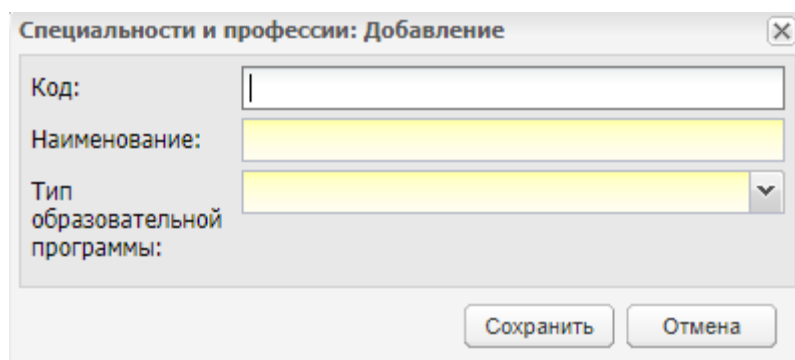 Специальности и профессии: Добавление
Код:
Наименование:
Тип
образовательной
программы:
Сохранить Отмена